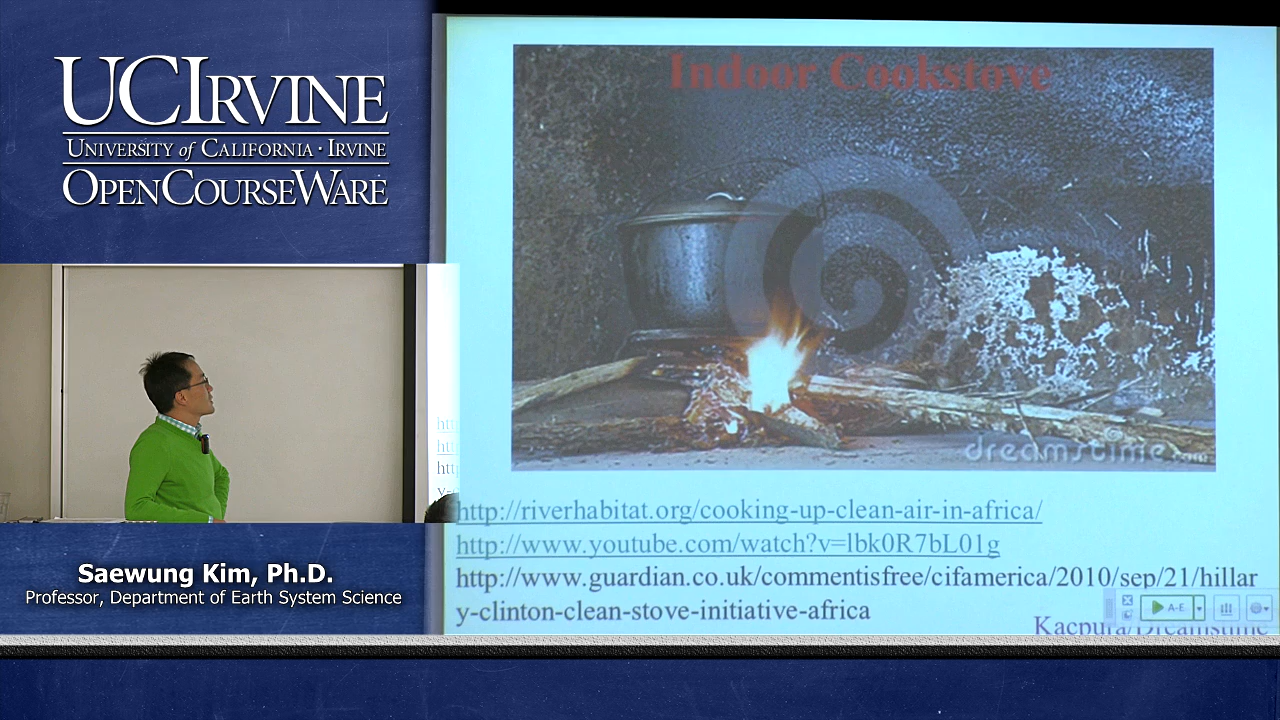 UCIRVINE
UNIVERSITY of CALIFORNIA · IRVINE
OPENCOURSEWARE
Saewung Kim, Ph.D.
Professor, Department of Earth System Science
Indoor Cookstove
dreamstime.com
http://riverhabitat.org/cooking-up-clean-air-in-africa/
http://www.youtube.com/watch?v=lbk0R7bL01g
http://www.guardian.co.uk/commentisfree/cifamerica/2010/sep/21/hillar
y-clinton-clean-stove-initiative-africa
A-E
Kacpura/Dreamstime